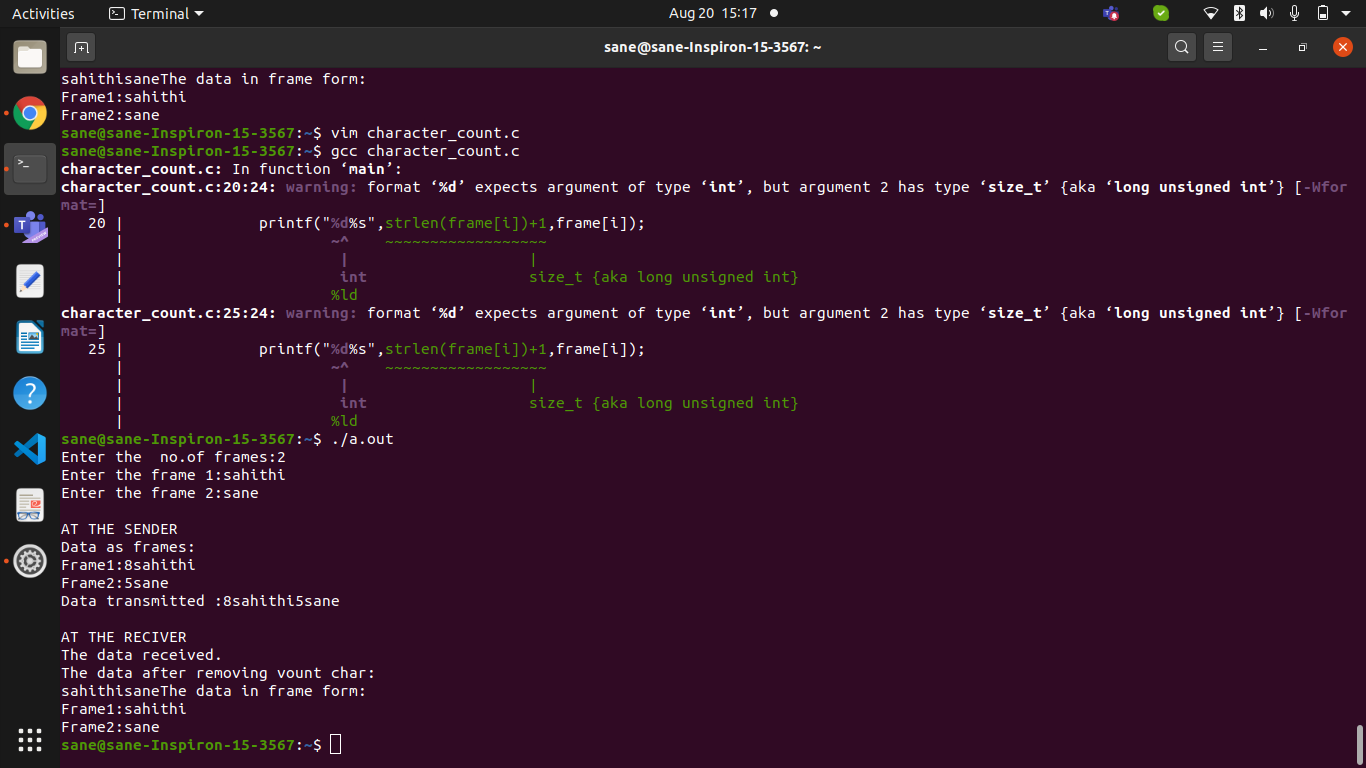 Activities Terminal Aug 20 15:17
sane@sane-Inspiron-15-3567: ~
sahithisaneThe data in frame form:
Frame1:sahithi
Frame2:sane
sane@sane-Inspiron-15-3567:~$ vim character_count.c
sane@sane-Inspiron-15-3567:~$ gcc character_count.c
character_count.c: In function ‘main’:
character_count.c:20:24: warning: format ‘%d’ expects argument of type ‘int’, but argument 2 has type ‘size_t’ {aka ‘long unsigned int’} [-Wfor
mat=]
   20 |               printf("%d%s",strlen(frame[i])+1,frame[i]);
      |                       ~^    ~~~~~~~~~~~~~~~~~~
      |                        |                    |
      |                        int                  size_t {aka long unsigned int}
      |                       %ld
character_count.c:25:24: warning: format ‘%d’ expects argument of type ‘int’, but argument 2 has type ‘size_t’ {aka ‘long unsigned int’} [-Wfor
mat=]
   25 |               printf("%d%s",strlen(frame[i])+1,frame[i]);
      |                       ~^    ~~~~~~~~~~~~~~~~~~
      |                        |                    |
      |                        int                  size_t {aka long unsigned int}
      |                       %ld
sane@sane-Inspiron-15-3567:~$ ./a.out
Enter the  no.of frames:2
Enter the frame 1:sahithi
Enter the frame 2:sane
AT THE SENDER
Data as frames:
Frame1:8sahithi
Frame2:5sane
Data transmitted :8sahithi5sane
AT THE RECIVER
The data received.
The data after removing vount char:
sahithisaneThe data in frame form:
Frame1:sahithi
Frame2:sane
sane@sane-Inspiron-15-3567:~$